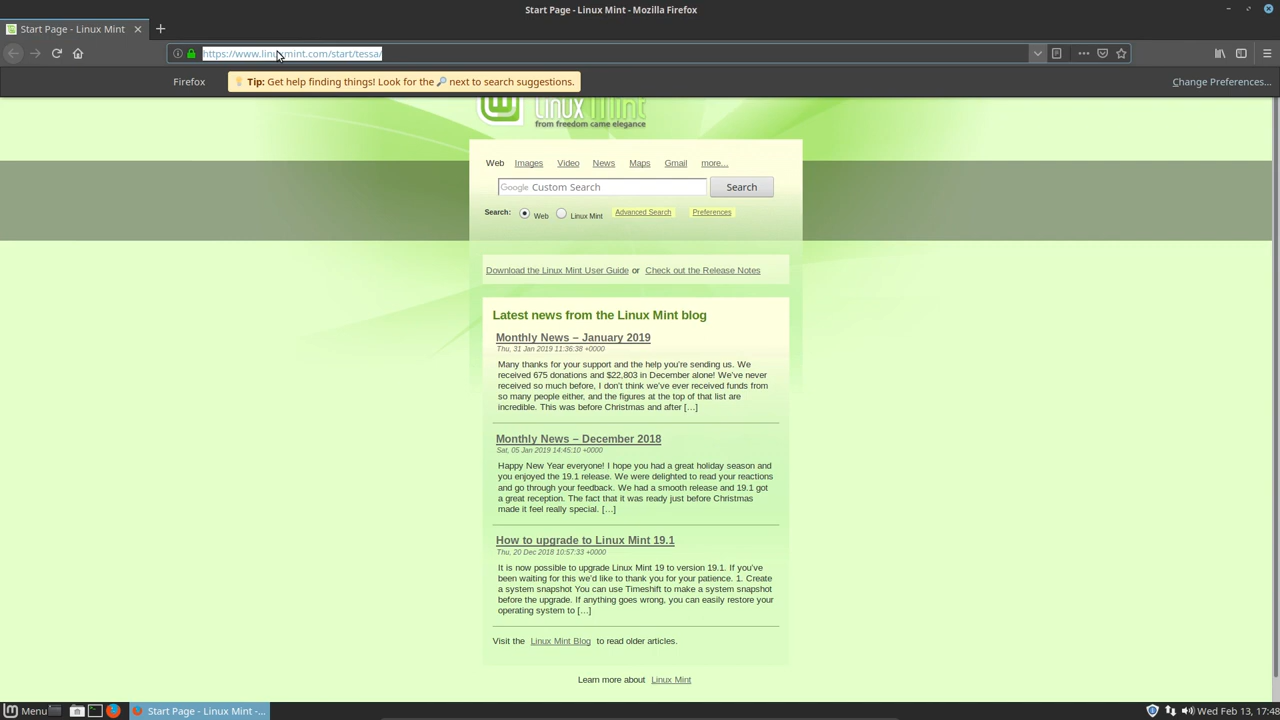 Start Page - Linux Mint - Mozilla Firefox
Start Page - Linux Mint
https://www.linuxmint.com/start/tessa/
Firefox Tip: Get help finding things! Look for the 🔎 next to search suggestions. Change Preferences...
Linux Mint
from freedom came elegance
Web Images Video News Maps Gmail more...
Google Custom Search Search
Search: Web Linux Mint Advanced Search Preferences
Download the Linux Mint User Guide or Check out the Release Notes
Latest news from the Linux Mint blog
Monthly News – January 2019
Thu, 31 Jan 2019 11:36:38 +0000
Many thanks for your support and the help you’re sending us. We
received 675 donations and $22,803 in December alone! We’ve never
received so much before, I don’t think we’ve ever received funds from
so many people either, and the figures at the top of that list are
incredible. This was before Christmas and after […]
Monthly News – December 2018
Sat, 05 Jan 2019 14:45:10 +0000
Happy New Year everyone! I hope you had a great holiday season and
you enjoyed the 19.1 release. We were delighted to read your reactions
and go through your feedback. We had a smooth release and 19.1 got
a great reception. The fact that it was ready just before Christmas
made it feel really special. […]
How to upgrade to Linux Mint 19.1
Thu, 20 Dec 2018 10:57:33 +0000
It is now possible to upgrade Linux Mint 19 to version 19.1. If you’ve
been waiting for this we’d like to thank you for your patience. 1. Create
a system snapshot You can use Timeshift to make a system snapshot
before the upgrade. If anything goes wrong, you can easily restore your
operating system to […]
Visit the Linux Mint Blog to read older articles.
Learn more about Linux Mint
Menu Start Page - Linux Mint -... Wed Feb 13, 17:48